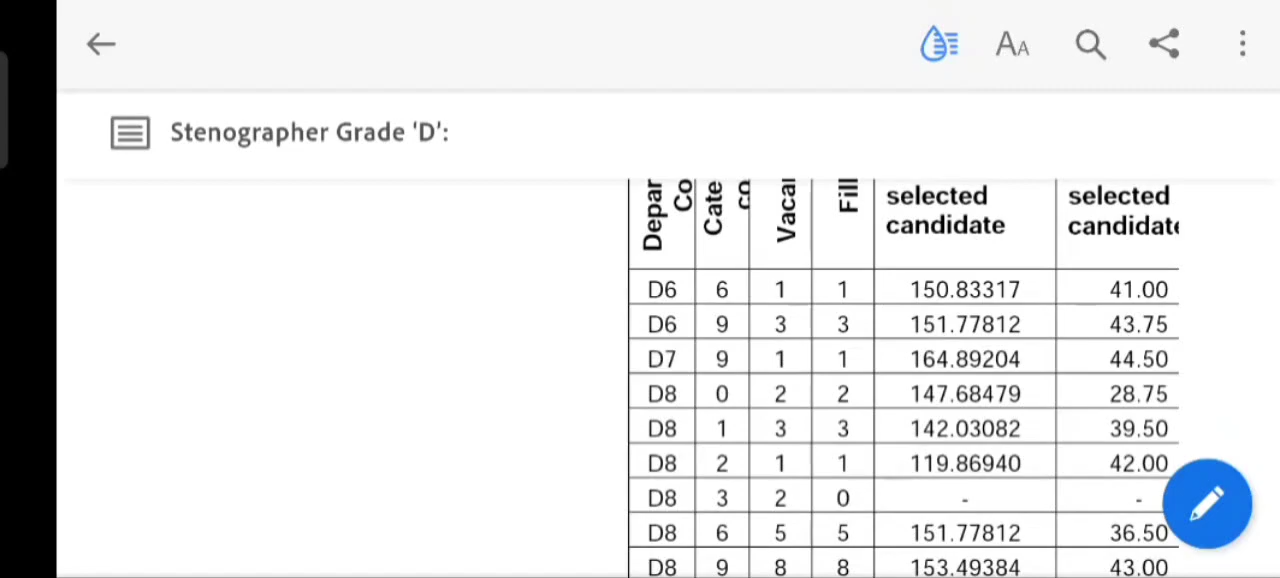 AA
Stenographer Grade 'D':
Depar Co Cate co Vacai Fill selected candidate selected candidate
D6 6 1 1 150.83317 41.00
D6 9 3 3 151.77812 43.75
D7 9 1 1 164.89204 44.50
D8 0 2 2 147.68479 28.75
D8 1 3 3 142.03082 39.50
D8 2 1 1 119.86940 42.00
D8 3 2 0 - -
D8 6 5 5 151.77812 36.50
D8 9 8 8 153.49384 43.00